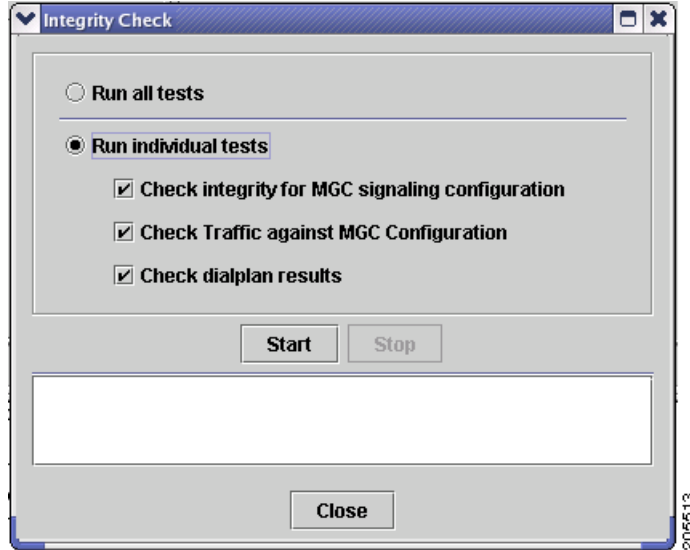 Integrity Check
Run all tests
Run individual tests
Check integrity for MGC signaling configuration
Check Traffic against MGC Configuration
Check dialplan results
Start Stop
Close
205513